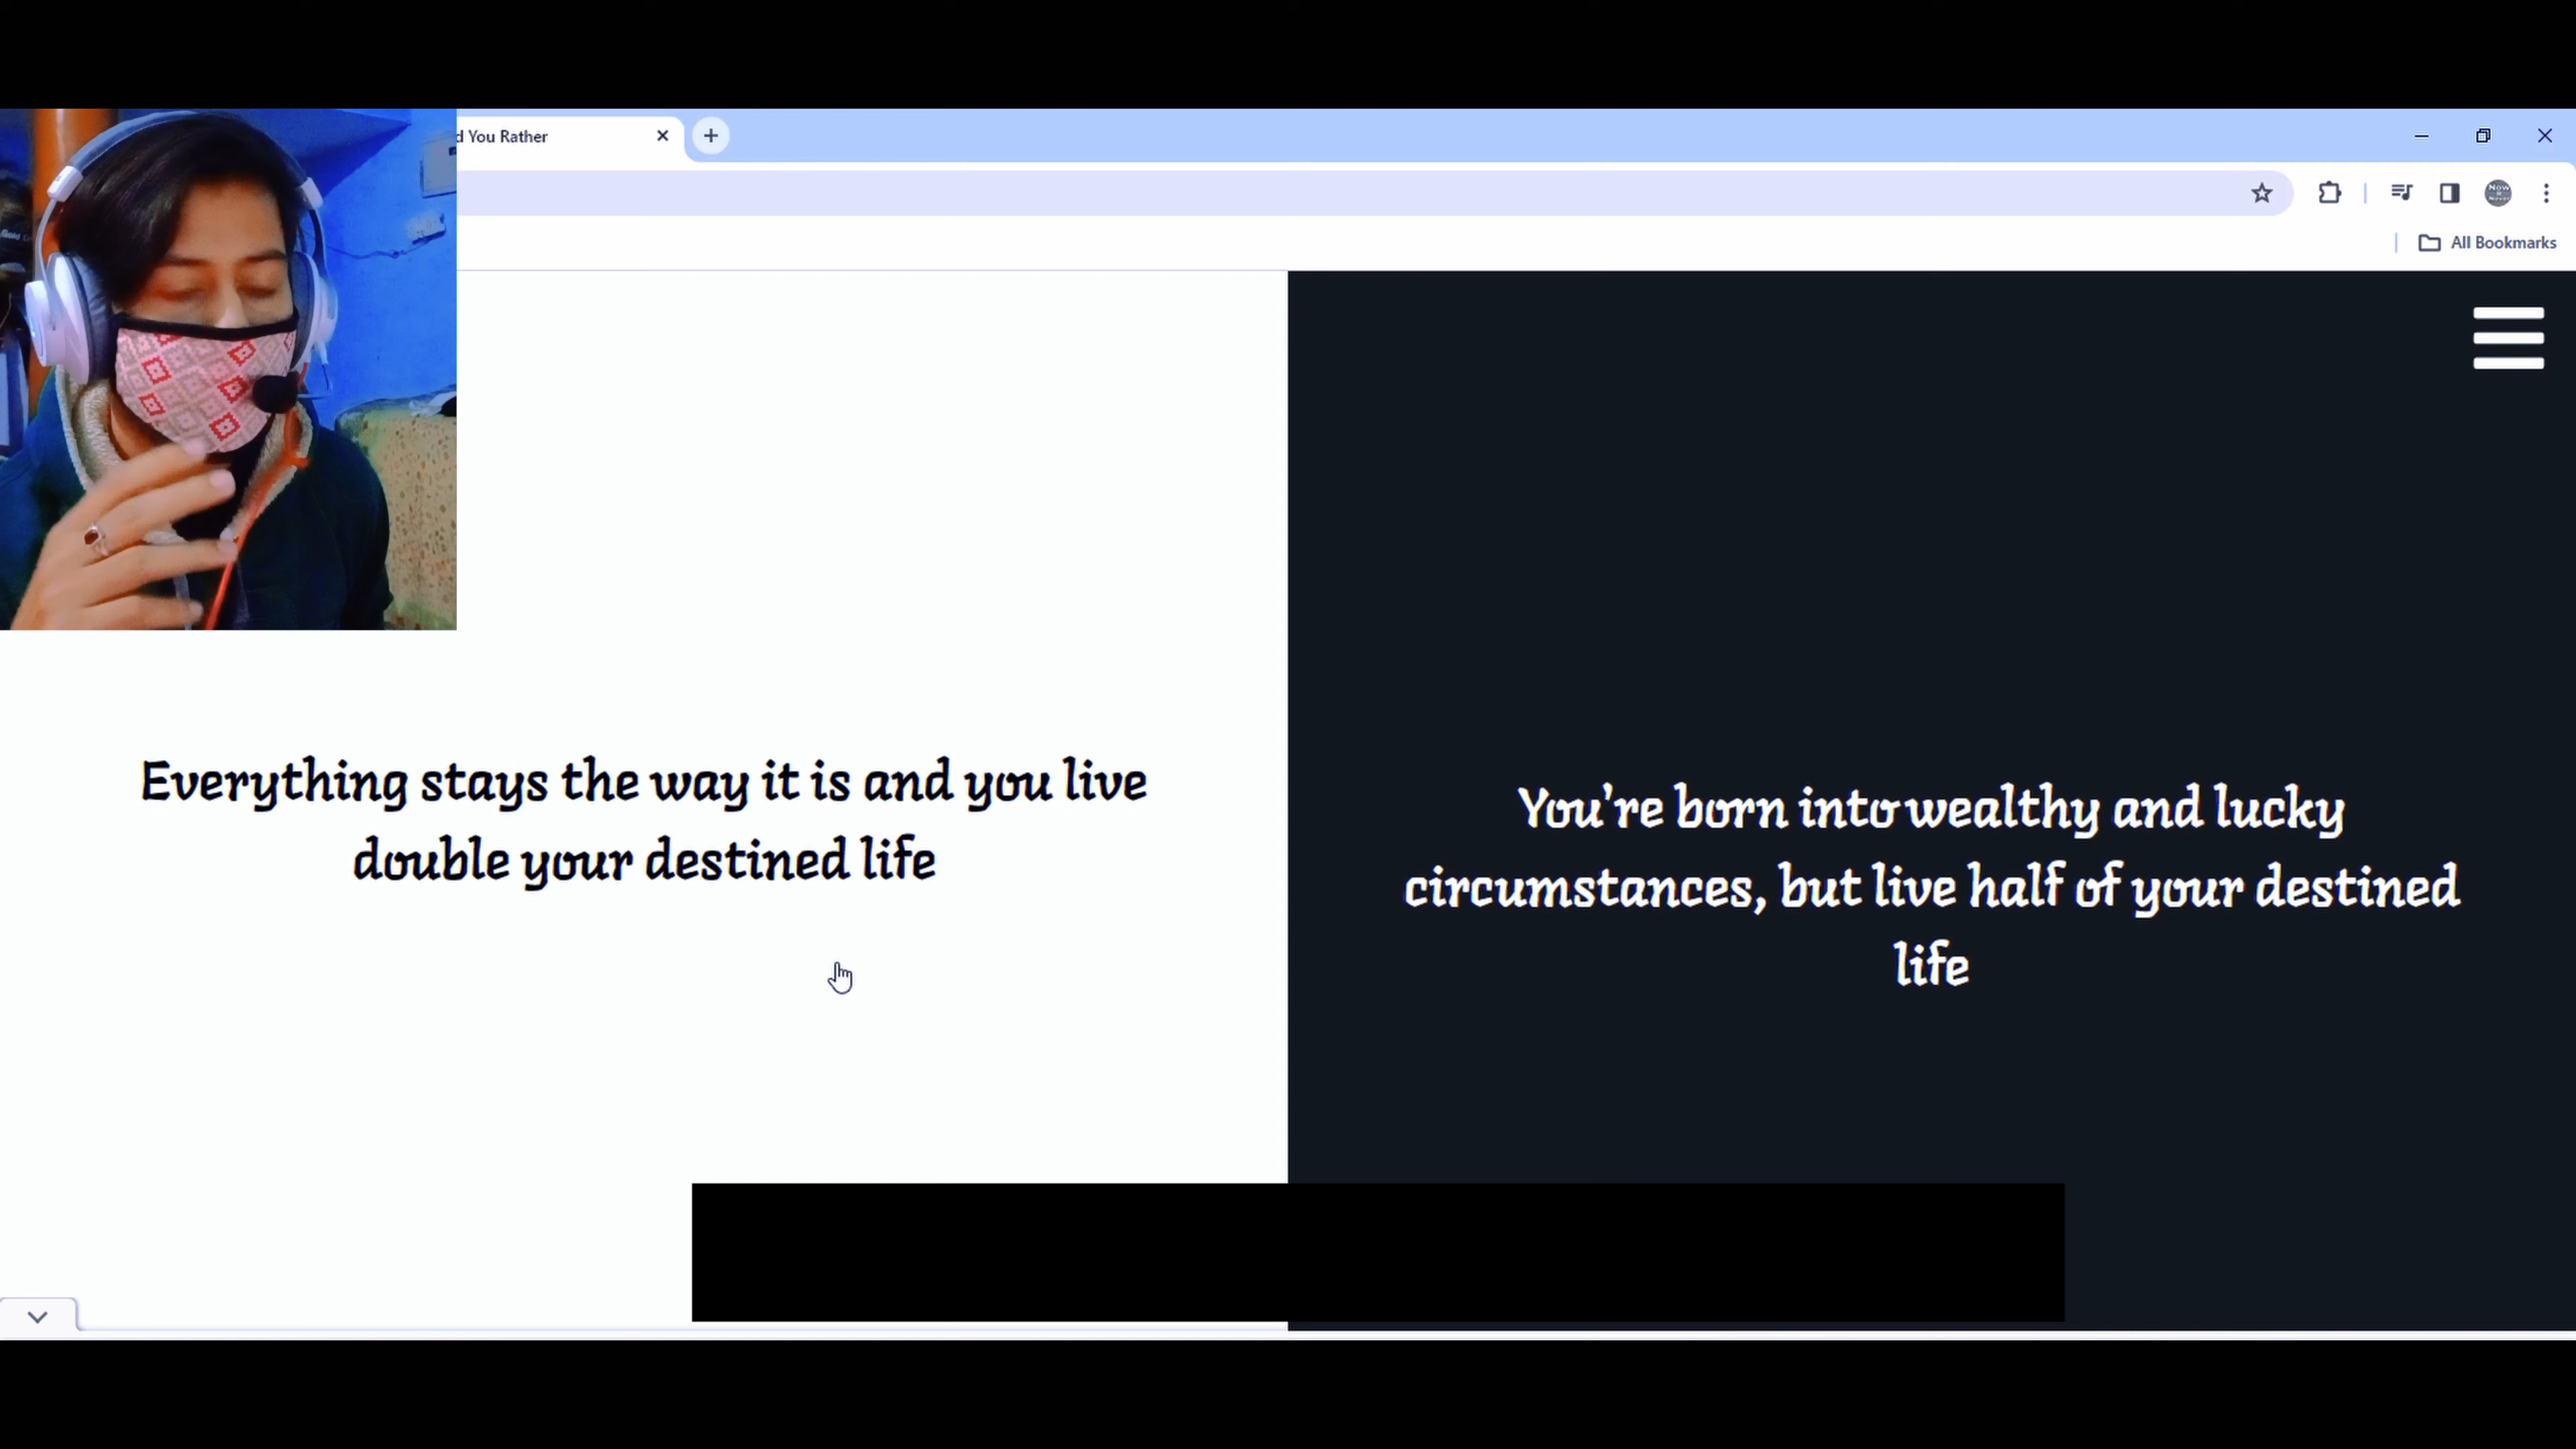 d You Rather
All Bookmarks
Everything stays the way it is and you live
double your destined life
You're born into wealthy and lucky
circumstances, but live half of your destined
life